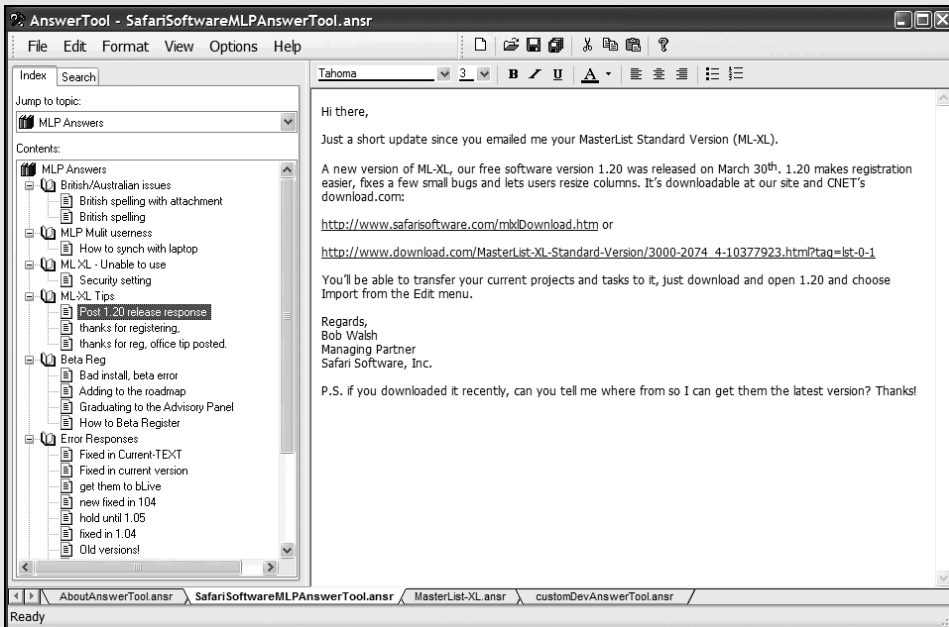 AnswerTool - SafariSoftwareMLPAnswerTool.ansr
File Edit Format View Options Help
Index Search
Tahoma 3 B I U A
Jump to topic:
MLP Answers
Contents:
MLP Answers
British/Australian issues
British spelling with attachment
British spelling
MLP Mulit userness
How to synch with laptop
ML XL - Unable to use
Security setting
ML-XL Tips
Post 1.20 release response
thanks for registering,
thanks for reg, office tip posted.
Beta Reg
Bad install, beta error
Adding to the roadmap
Graduating to the Advisory Panel
How to Beta Register
Error Responses
Fixed in Current-TEXT
Fixed in current version
get them to bLive
new fixed in 104
hold until 1.05
fixed in 1.04
Old versions!
Hi there,
Just a short update since you emailed me your MasterList Standard Version (ML-XL).
A new version of ML-XL, our free software version 1.20 was released on March 30th. 1.20 makes registration
easier, fixes a few small bugs and lets users resize columns. It's downloadable at our site and CNET's
download.com:
http://www.safarisoftware.com/mlxlDownload.htm or
http://www.download.com/MasterList-XL-Standard-Version/3000-2074_4-10377923.html?tag=lst-0-1
You'll be able to transfer your current projects and tasks to it, just download and open 1.20 and choose
Import from the Edit menu.
Regards,
Bob Walsh
Managing Partner
Safari Software, Inc.
P.S. if you downloaded it recently, can you tell me where from so I can get them the latest version? Thanks!
AboutAnswerTool.ansr SafariSoftwareMLPAnswerTool.ansr MasterList-XL.ansr customDevAnswerTool.ansr
Ready